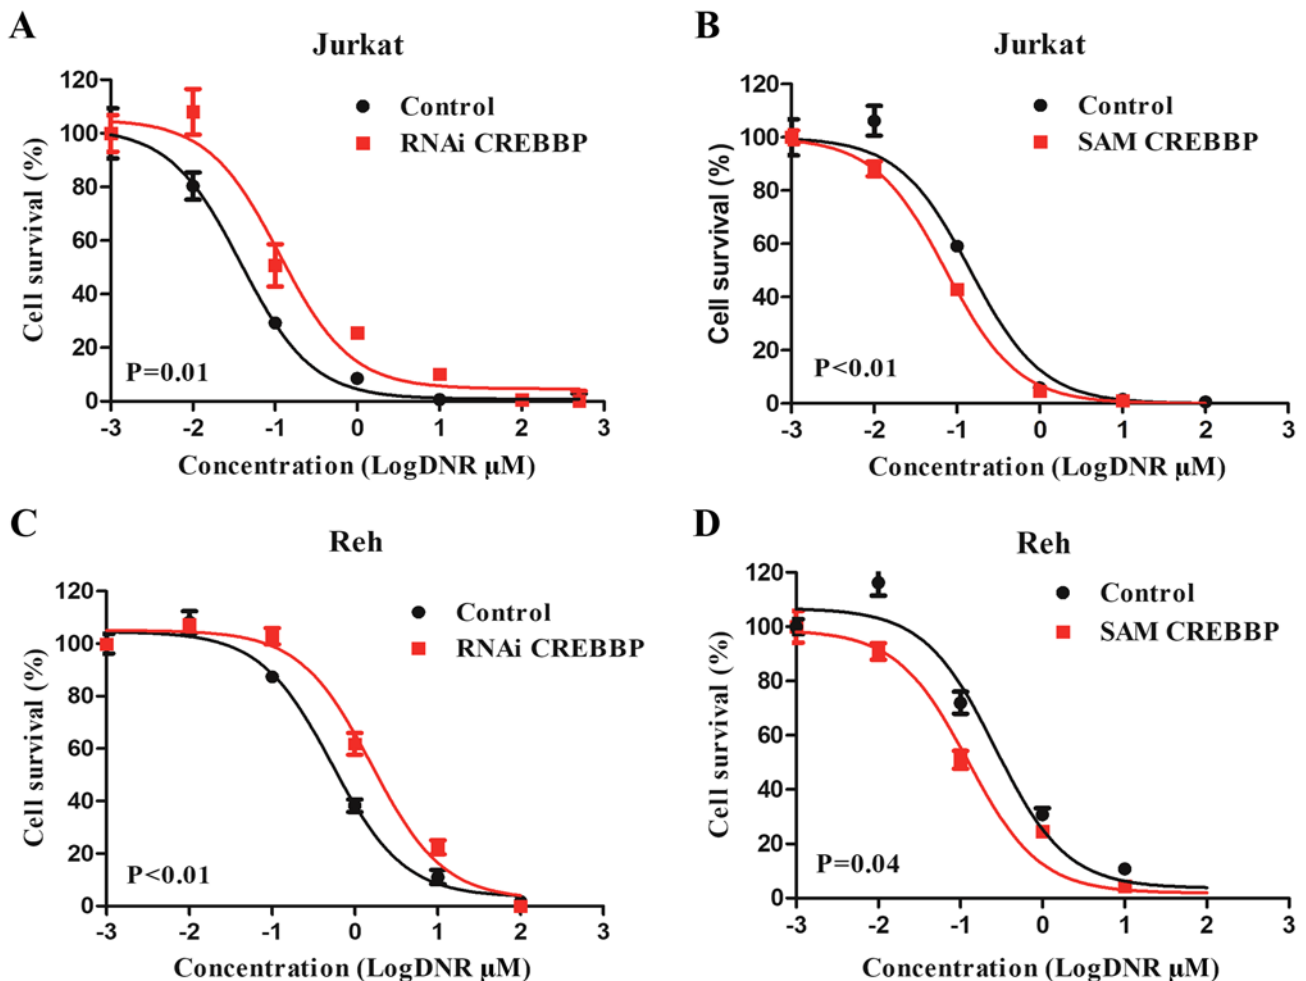 A
Jurkat
Control
RNAi CREBBP
Cell survival (%)
120
100
80
60
40
20
0
P=0.01
-3 -2 -1 0 1 2 3
Concentration (LogDNR μM)
B
Jurkat
Control
SAM CREBBP
Cell survival (%)
120
100
80
60
40
20
0
P<0.01
-3 -2 -1 0 1 2 3
Concentration (LogDNR μM)
C
Reh
Control
RNAi CREBBP
Cell survival (%)
120
100
80
60
40
20
0
P<0.01
-3 -2 -1 0 1 2 3
Concentration (LogDNR μM)
D
Reh
Control
SAM CREBBP
Cell survival (%)
120
100
80
60
40
20
0
P=0.04
-3 -2 -1 0 1 2 3
Concentration (LogDNR μM)